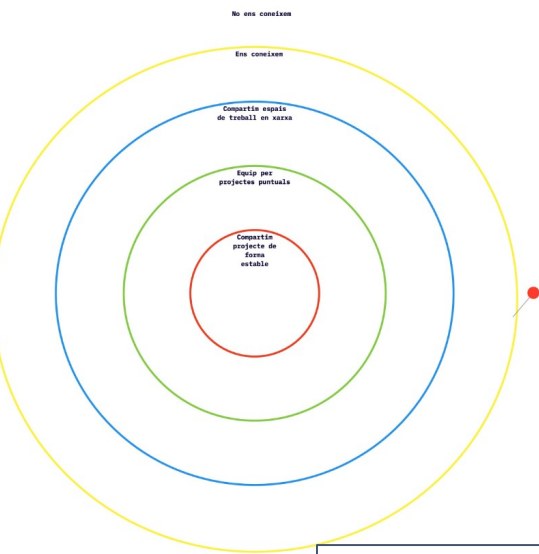 No ens coneixem
Ens coneixem
Compartim espais
de treball en xarxa
Equip per
projectes puntuals
Compartim
projecte de
forma
estable